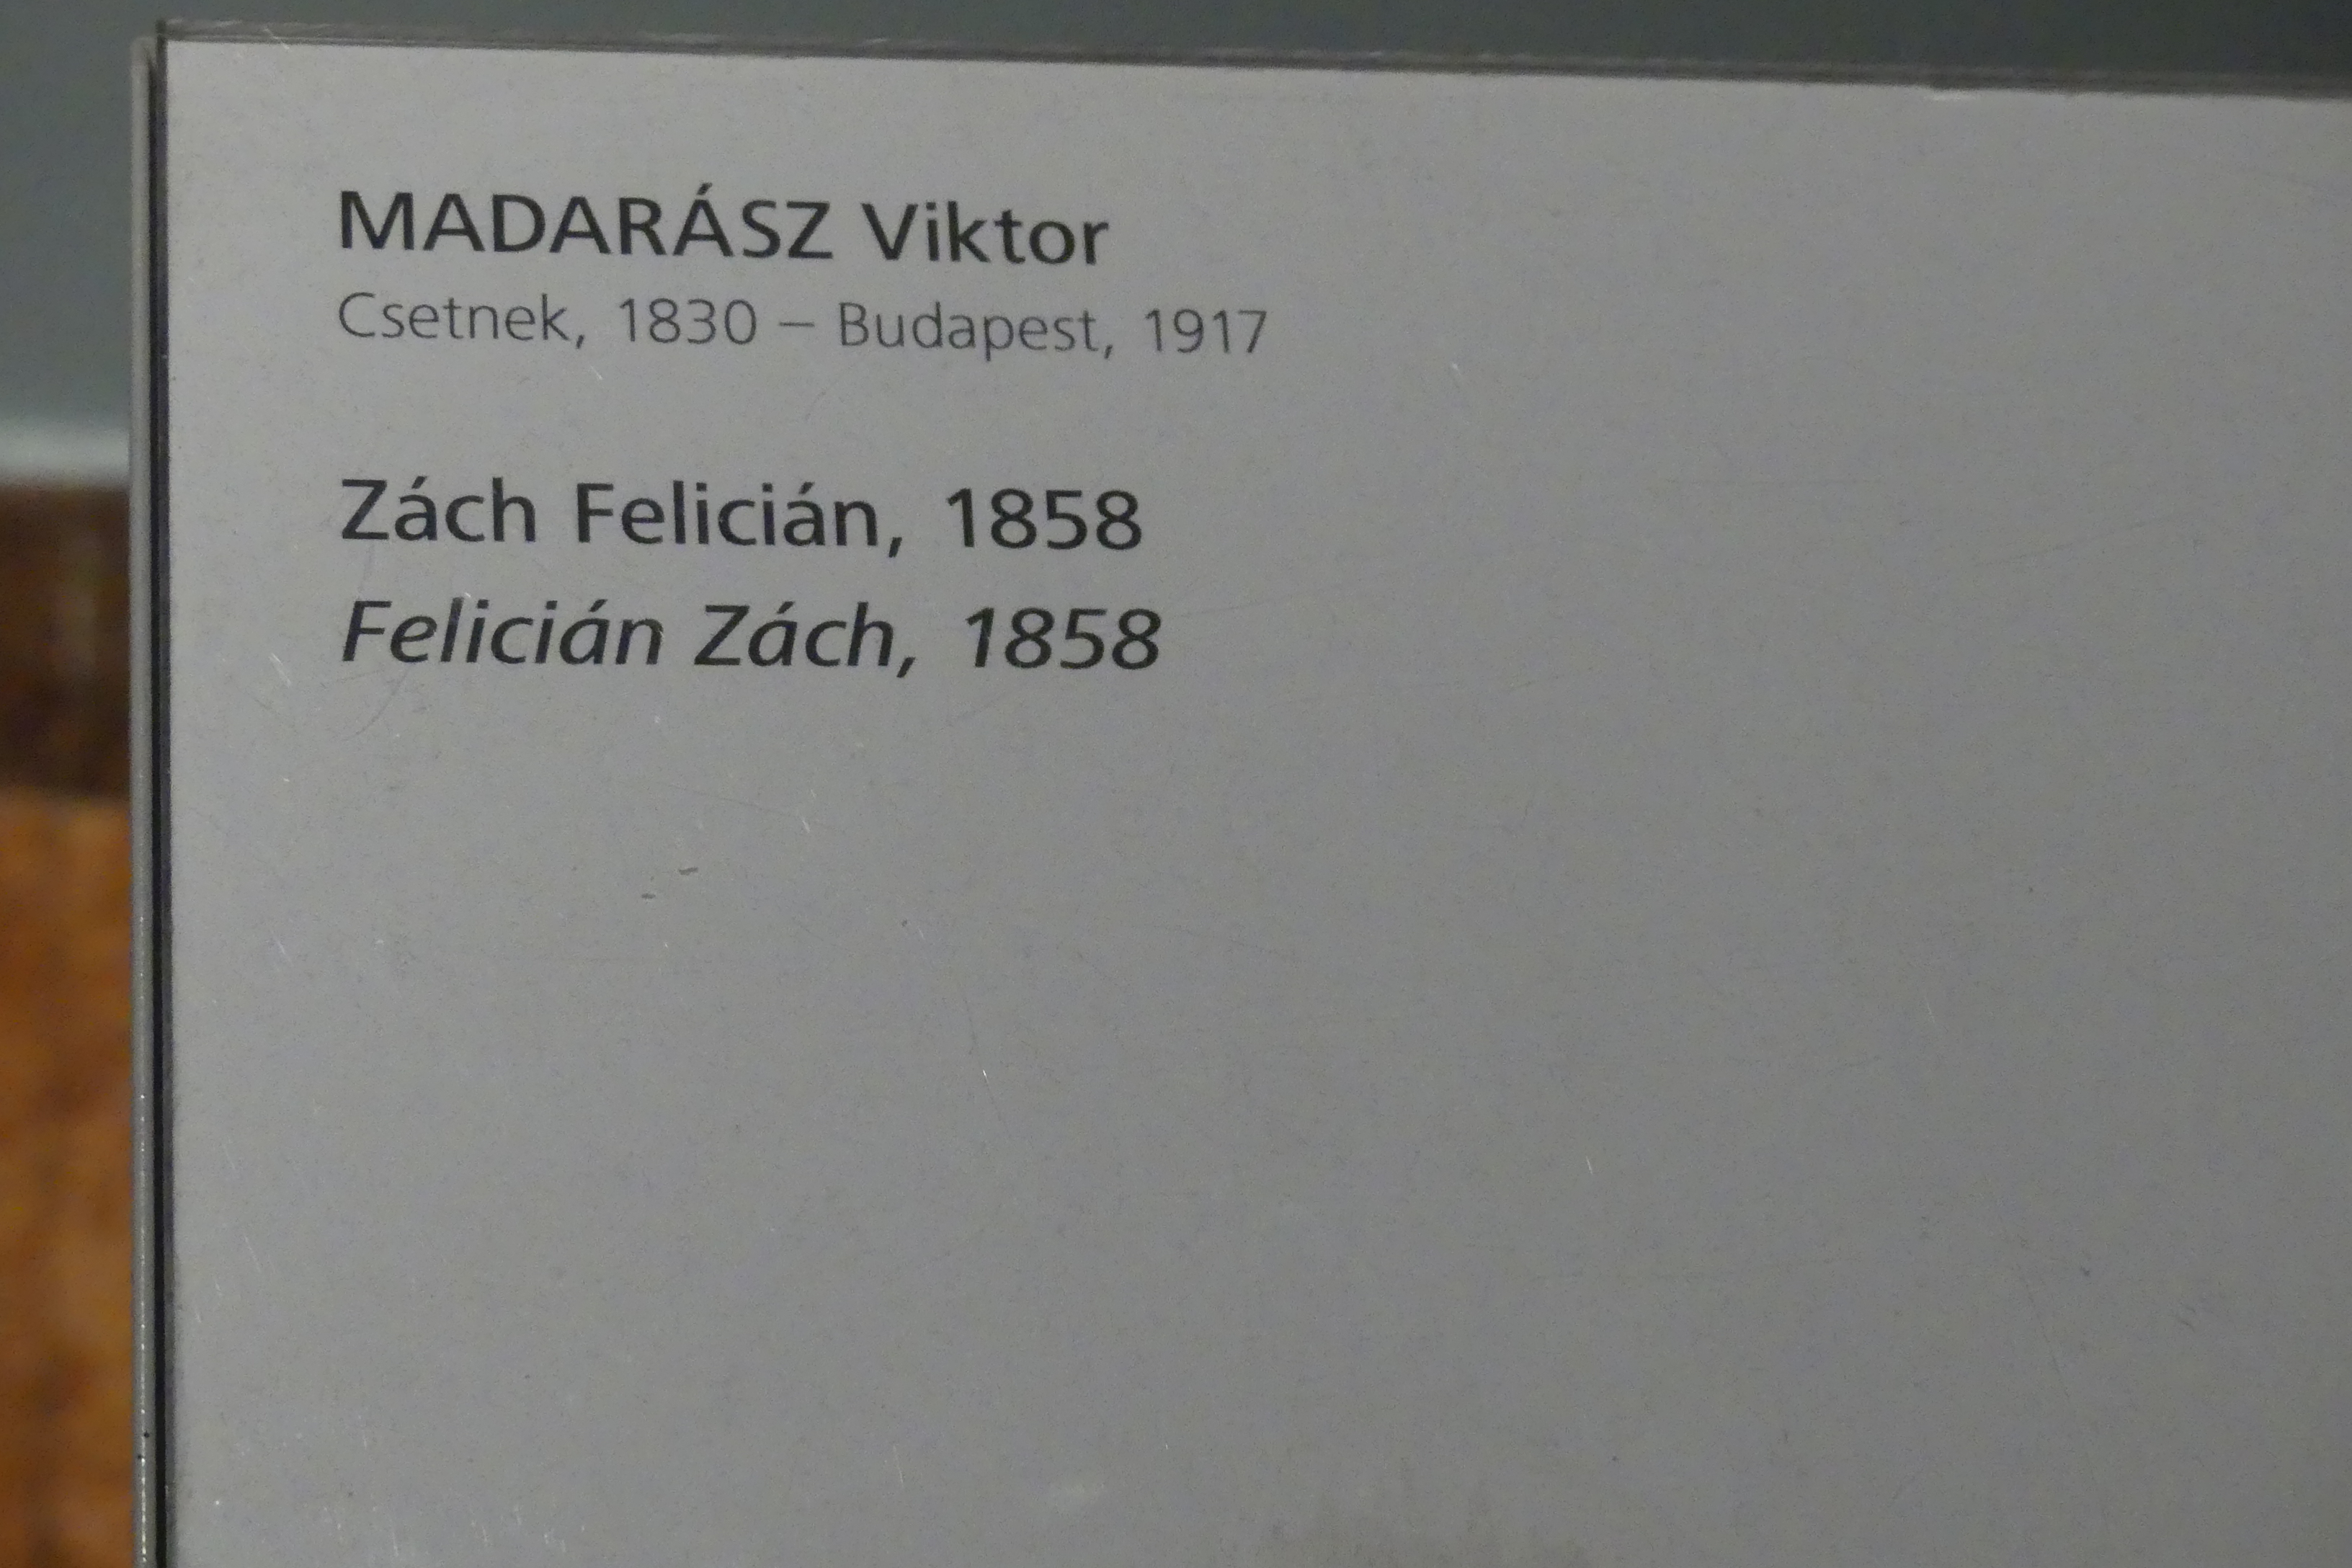 MADARÁSZ Viktor
Csetnek, 1830 – Budapest, 1917
Zách Felicián, 1858
Felicián Zách, 1858